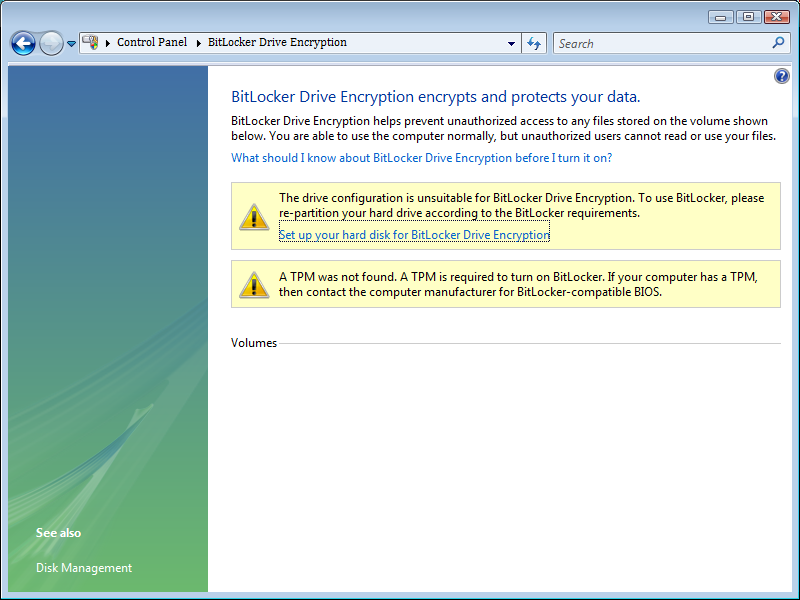 Control Panel BitLocker Drive Encryption
Search
BitLocker Drive Encryption encrypts and protects your data.
BitLocker Drive Encryption helps prevent unauthorized access to any files stored on the volume shown
below. You are able to use the computer normally, but unauthorized users cannot read or use your files.
What should I know about BitLocker Drive Encryption before I turn it on?
The drive configuration is unsuitable for BitLocker Drive Encryption. To use BitLocker, please
re-partition your hard drive according to the BitLocker requirements.
Set up your hard disk for BitLocker Drive Encryption
A TPM was not found. A TPM is required to turn on BitLocker. If your computer has a TPM,
then contact the computer manufacturer for BitLocker-compatible BIOS.
Volumes
See also
Disk Management